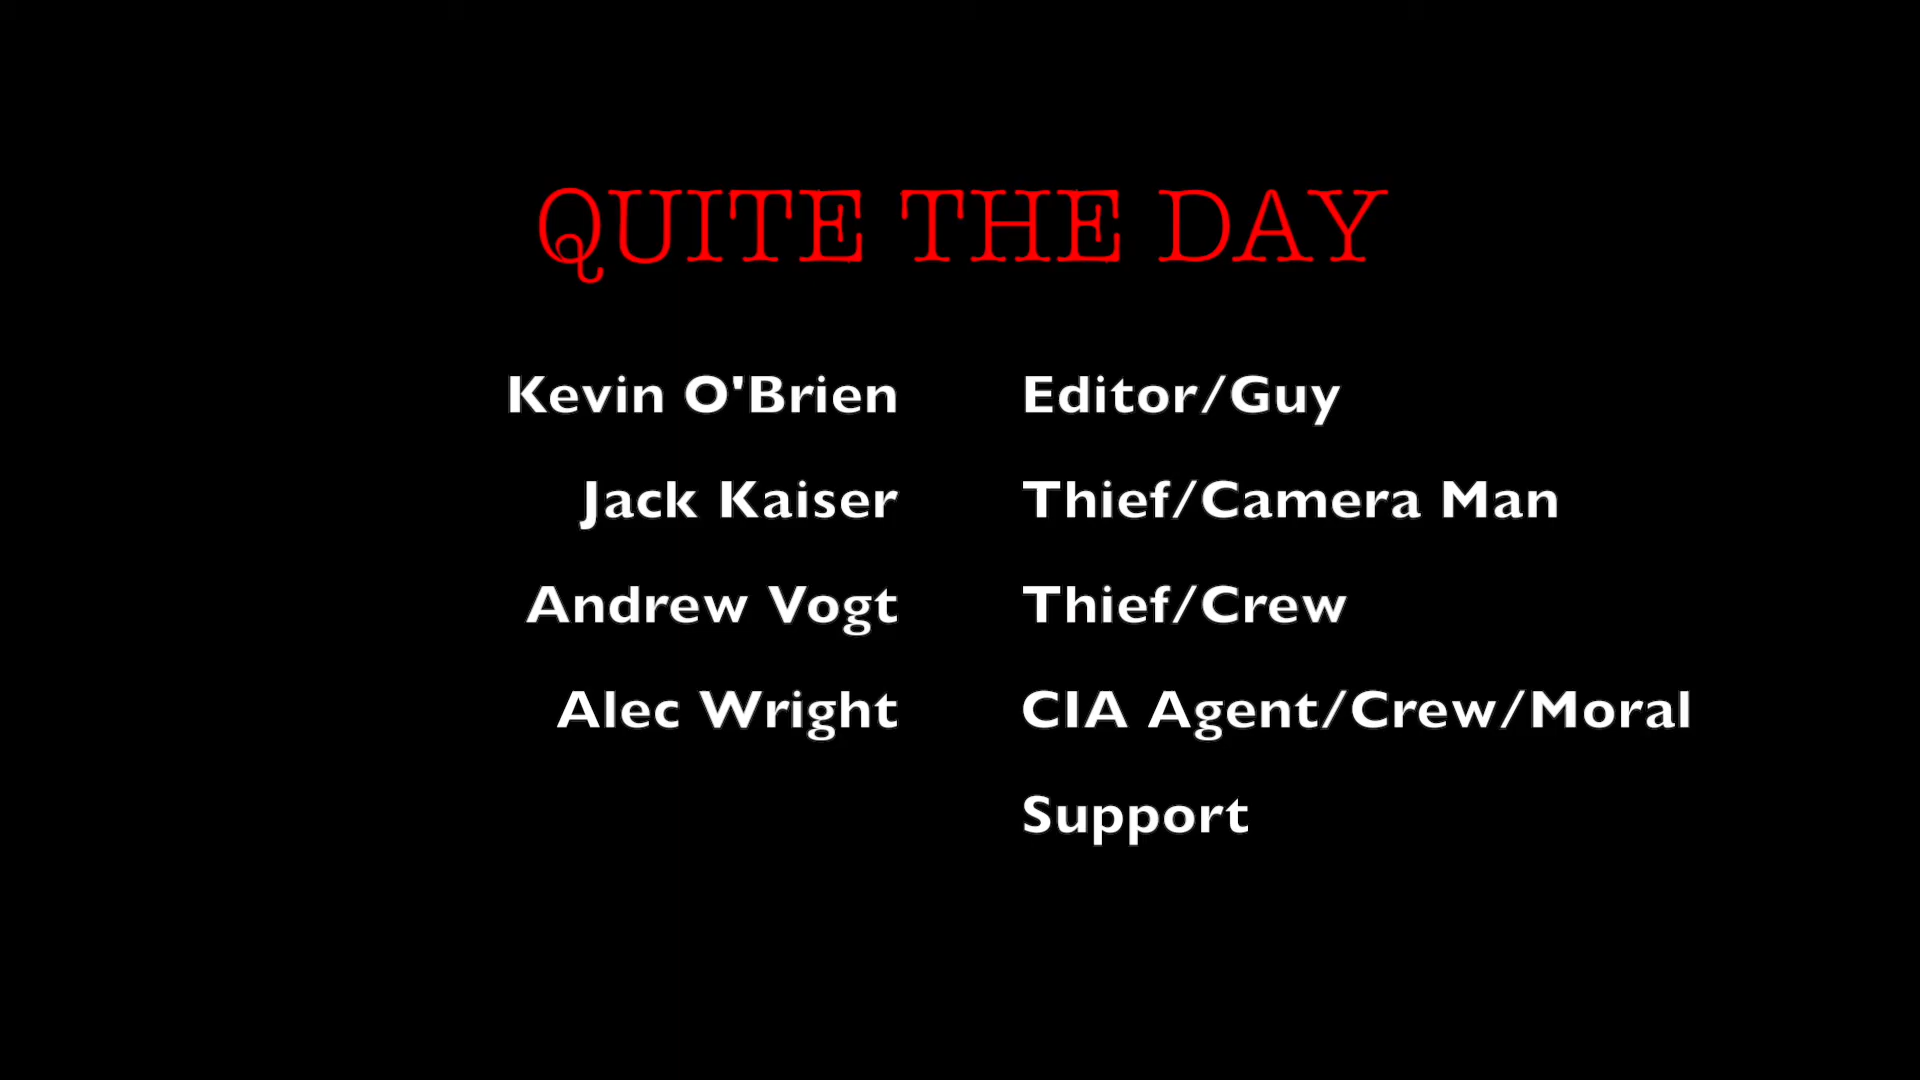 QUITE THE DAY
Kevin O'Brien Editor/Guy
Jack Kaiser Thief/Camera Man
Andrew Vogt Thief/Crew
Alec Wright CIA Agent/Crew/Moral
Support